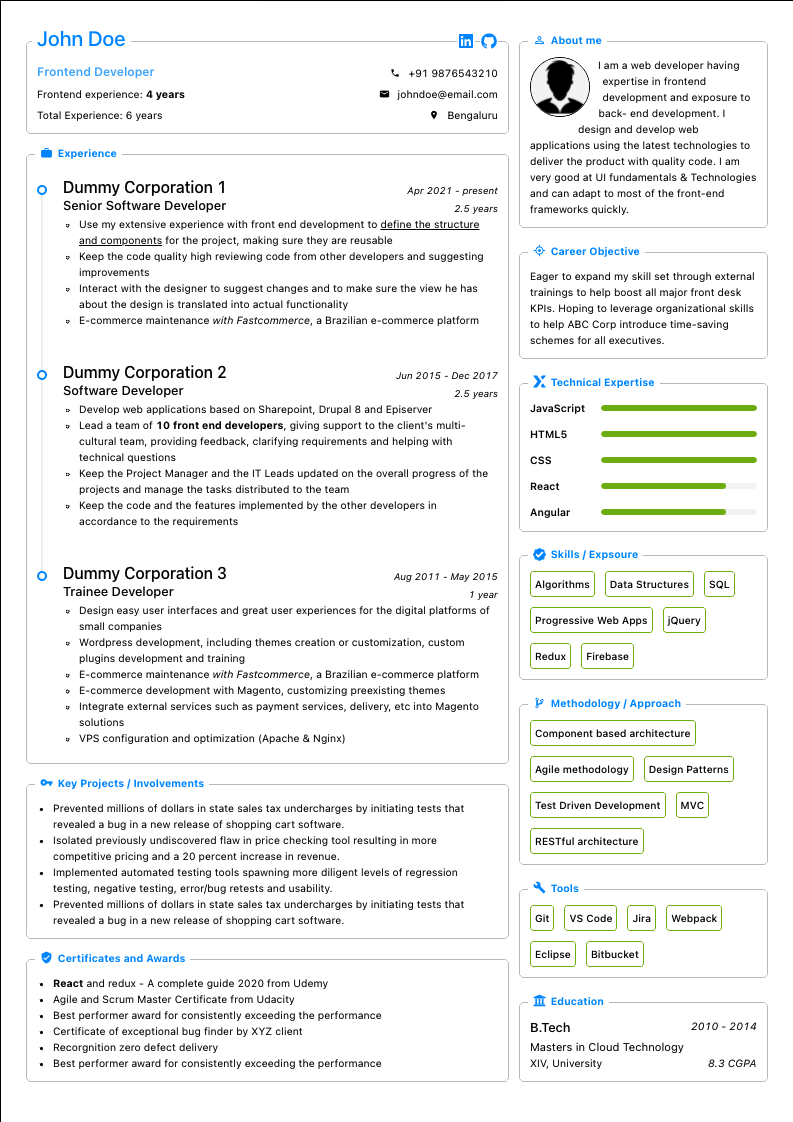 John Doe
Frontend Developer
Frontend experience: 4 years
Total Experience: 6 years
+91 9876543210
johndoe@email.com
Bengaluru
Experience
Dummy Corporation 1
Apr 2021 - present
Senior Software Developer
2.5 years
Use my extensive experience with front end development to define the structure
and components for the project, making sure they are reusable
Keep the code quality high reviewing code from other developers and suggesting
improvements
Interact with the designer to suggest changes and to make sure the view he has
about the design is translated into actual functionality
E-commerce maintenance with Fastcommerce, a Brazilian e-commerce platform
Dummy Corporation 2
Jun 2015 - Dec 2017
Software Developer
2.5 years
Develop web applications based on Sharepoint, Drupal 8 and Episerver
Lead a team of 10 front end developers, giving support to the client's multi-
cultural team, providing feedback, clarifying requirements and helping with
technical questions
Keep the Project Manager and the IT Leads updated on the overall progress of the
projects and manage the tasks distributed to the team
Keep the code and the features implemented by the other developers in
accordance to the requirements
Dummy Corporation 3
Aug 2011 - May 2015
Trainee Developer
1 year
Design easy user interfaces and great user experiences for the digital platforms of
small companies
Wordpress development, including themes creation or customization, custom
plugins development and training
E-commerce maintenance with Fastcommerce, a Brazilian e-commerce platform
E-commerce development with Magento, customizing preexisting themes
Integrate external services such as payment services, delivery, etc into Magento
solutions
VPS configuration and optimization (Apache & Nginx)
Key Projects / Involvements
Prevented millions of dollars in state sales tax undercharges by initiating tests that
revealed a bug in a new release of shopping cart software.
Isolated previously undiscovered flaw in price checking tool resulting in more
competitive pricing and a 20 percent increase in revenue.
Implemented automated testing tools spawning more diligent levels of regression
testing, negative testing, error/bug retests and usability.
Prevented millions of dollars in state sales tax undercharges by initiating tests that
revealed a bug in a new release of shopping cart software.
Certificates and Awards
React and redux - A complete guide 2020 from Udemy
Agile and Scrum Master Certificate from Udacity
Best performer award for consistently exceeding the performance
Certificate of exceptional bug finder by XYZ client
Recorgnition zero defect delivery
Best performer award for consistently exceeding the performance
About me
I am a web developer having
expertise in frontend
development and exposure to
back- end development. I
design and develop web
applications using the latest technologies to
deliver the product with quality code. I am
very good at UI fundamentals & Technologies
and can adapt to most of the front-end
frameworks quickly.
Career Objective
Eager to expand my skill set through external
trainings to help boost all major front desk
KPIs. Hoping to leverage organizational skills
to help ABC Corp introduce time-saving
schemes for all executives.
Technical Expertise
JavaScript
HTML5
CSS
React
Angular
Skills / Expsoure
Algorithms Data Structures SQL
Progressive Web Apps jQuery
Redux Firebase
Methodology / Approach
Component based architecture
Agile methodology Design Patterns
Test Driven Development MVC
RESTful architecture
Tools
Git VS Code Jira Webpack
Eclipse Bitbucket
Education
B.Tech 2010 - 2014
Masters in Cloud Technology
XIV, University 8.3 CGPA